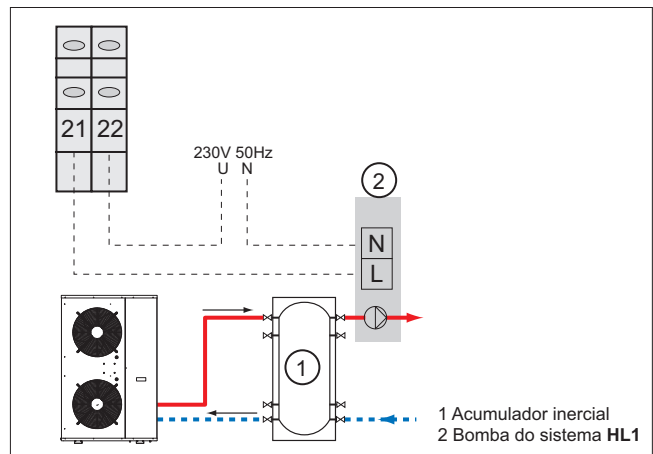 21 22
230V 50Hz
U N
2
N
L
1
1 Acumulador inercial
2 Bomba do sistema HL1